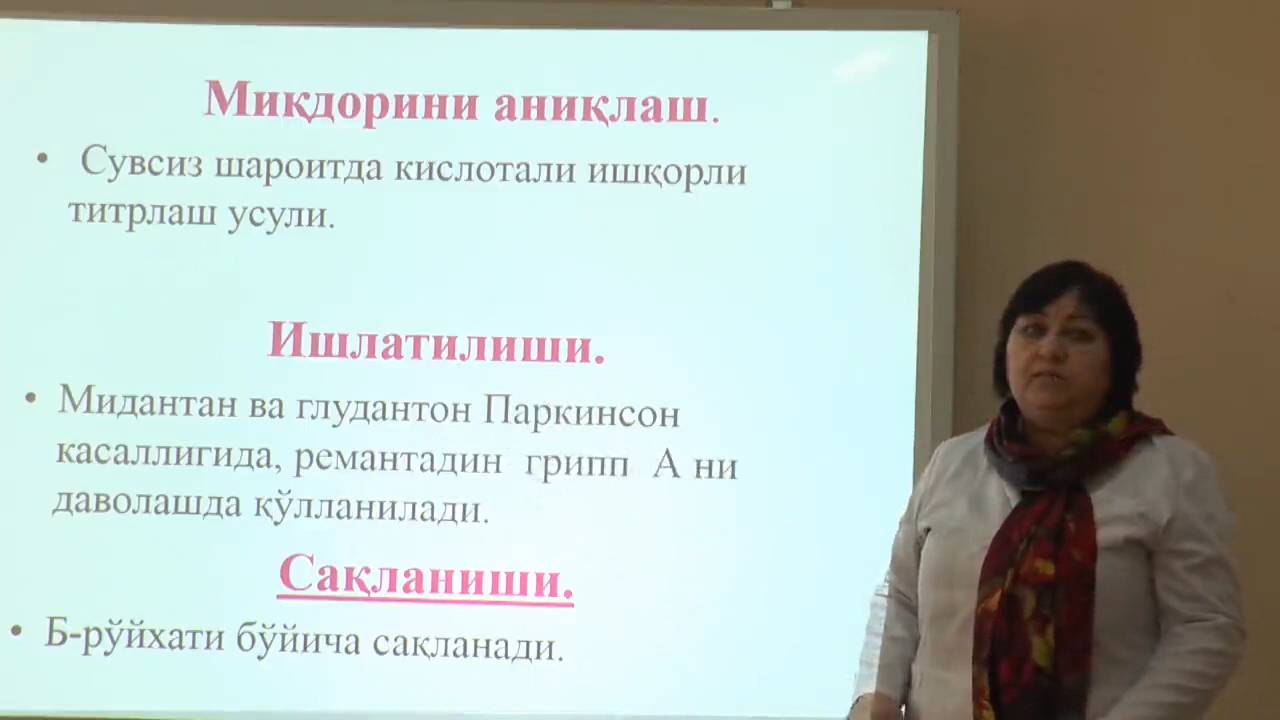 Миқдорини аниқлаш.
• Сувсиз шароитда кислотали ишқорли
титрлаш усули.
Ишлатилиши.
• Мидантан ва глудантон Паркинсон
касаллигида, ремантадин грипп А ни
даволашда қўлланилади.
Сақланиши.
• Б-рўйхати бўйича сақланади.